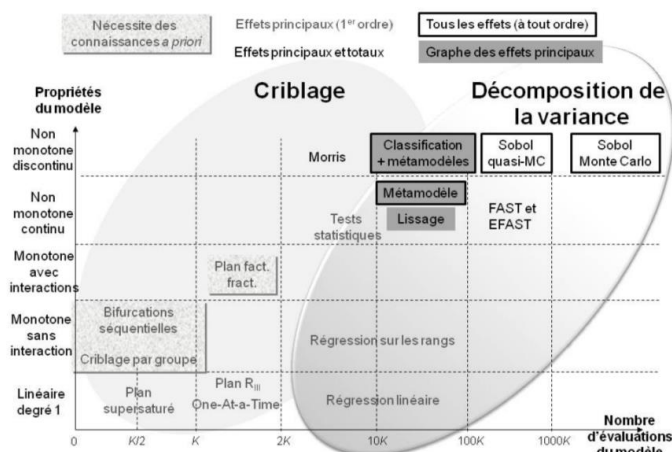 Nécessite des
connaissances a priori
Effets principaux (1er ordre)
Effets principaux et totaux
Tous les effets (à tout ordre)
Graphe des effets principaux
Propriétés
du modèle
Criblage
Décomposition de
la variance
Non
monotone
discontinu
Morris
Classification
+ métamodèles
Sobol
quasi-MC
Sobol
Monte Carlo
Non
monotone
continu
Tests
statistiques
Métamodèle
Lissage
FAST et
EFAST
Monotone
avec
interactions
Plan fact.
fract.
Monotone
sans
interaction
Bifurcations
séquentielles
Criblage par groupe
Régression sur les rangs
Linéaire
degré 1
Plan
supersaturé
Plan RIII
One-At-a-Time
Régression linéaire
0
K/2
K
2K
10K
100K
1000K
Nombre
d'évaluations
du modèle